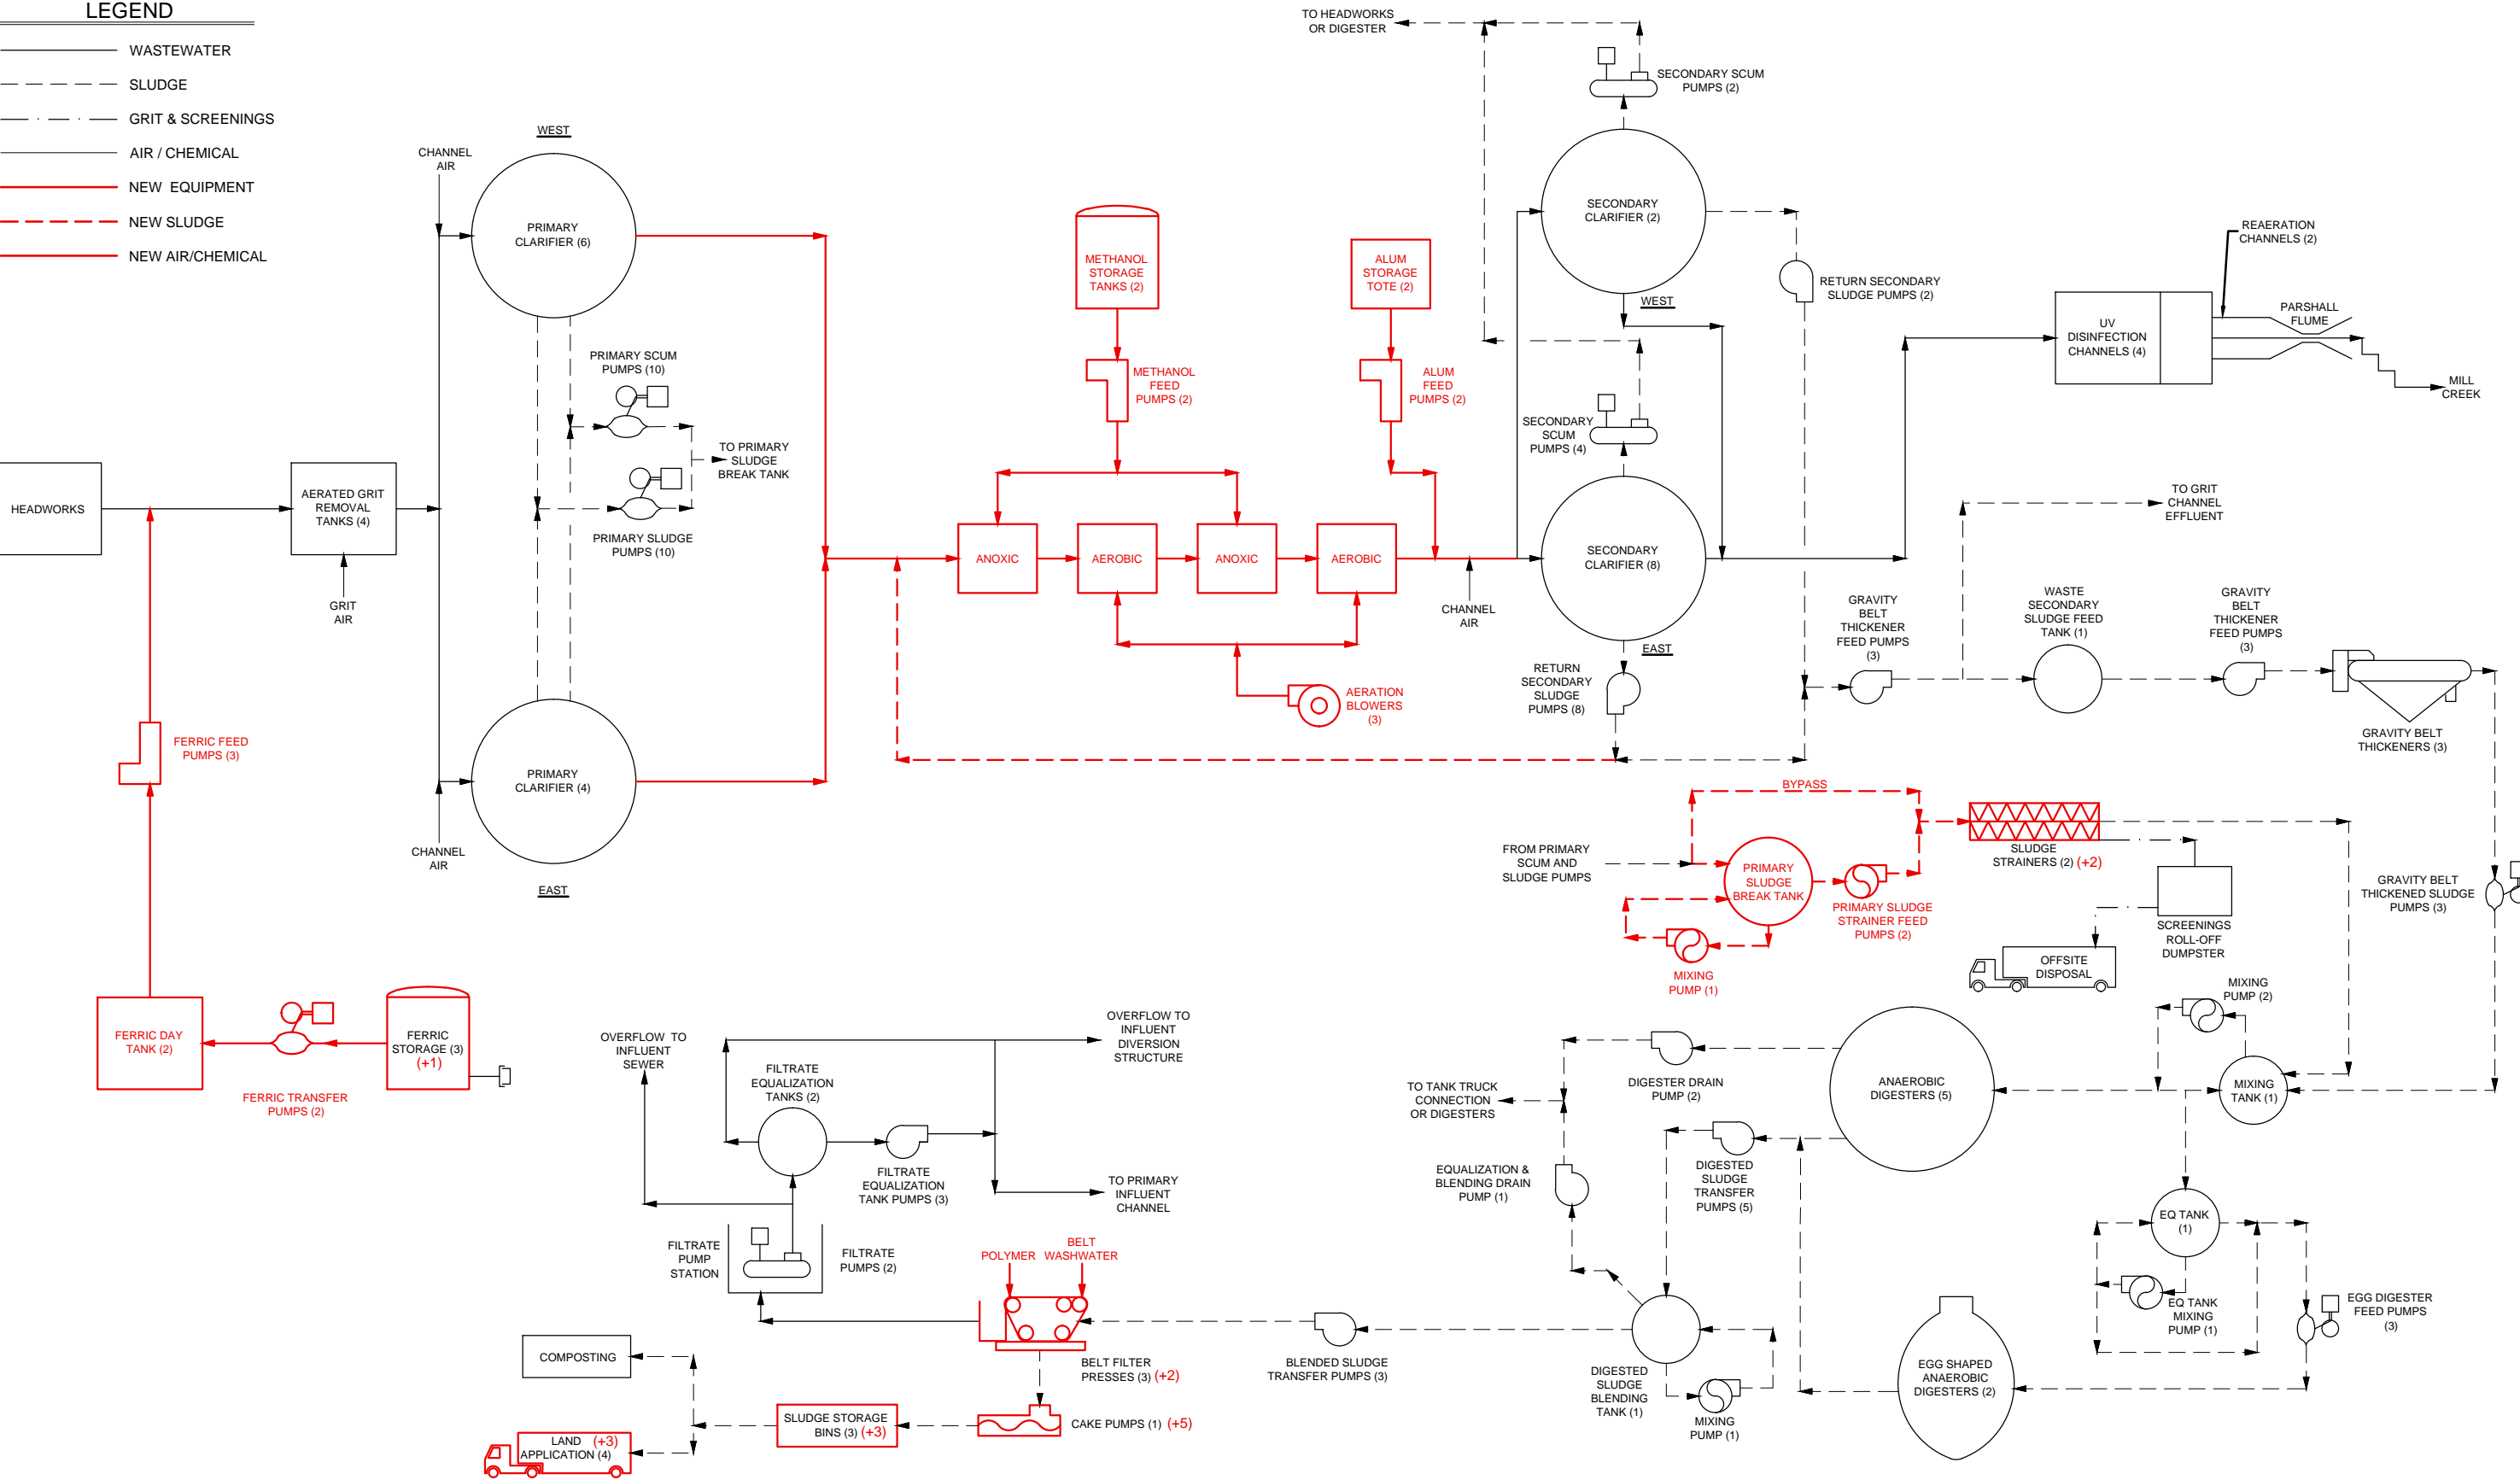 LEGEND
WASTEWATER
SLUDGE
GRIT & SCREENINGS
AIR / CHEMICAL
NEW EQUIPMENT
NEW SLUDGE
NEW AIR/CHEMICAL
TO HEADWORKS
OR DIGESTER
SECONDARY SCUM
PUMPS (2)
WEST
CHANNEL
AIR
PRIMARY
CLARIFIER (6)
METHANOL
STORAGE
TANKS (2)
ALUM
STORAGE
TOTE (2)
SECONDARY
CLARIFIER (2)
WEST
RETURN SECONDARY
SLUDGE PUMPS (2)
REAERATION
CHANNELS (2)
UV
DISINFECTION
CHANNELS (4)
PARSHALL
FLUME
MILL
CREEK
PRIMARY SCUM
PUMPS (10)
METHANOL
FEED
PUMPS (2)
ALUM
FEED
PUMPS (2)
SECONDARY
SCUM
PUMPS (4)
TO PRIMARY
SLUDGE
BREAK TANK
HEADWORKS
AERATED GRIT
REMOVAL
TANKS (4)
PRIMARY SLUDGE
PUMPS (10)
GRIT
AIR
ANOXIC
AEROBIC
ANOXIC
AEROBIC
CHANNEL
AIR
SECONDARY
CLARIFIER (8)
EAST
TO GRIT
CHANNEL
EFFLUENT
GRAVITY
BELT
THICKENER
FEED PUMPS
(3)
WASTE
SECONDARY
SLUDGE FEED
TANK (1)
GRAVITY
BELT
THICKENER
FEED PUMPS
(3)
GRAVITY BELT
THICKENERS (3)
RETURN
SECONDARY
SLUDGE
PUMPS (8)
AERATION
BLOWERS
(3)
FERRIC FEED
PUMPS (3)
PRIMARY
CLARIFIER (4)
CHANNEL
AIR
EAST
BYPASS
FROM PRIMARY
SCUM AND
SLUDGE PUMPS
PRIMARY
SLUDGE
BREAK TANK
PRIMARY SLUDGE
STRAINER FEED
PUMPS (2)
MIXING
PUMP (1)
SLUDGE
STRAINERS (2) (+2)
SCREENINGS
ROLL-OFF
DUMPSTER
OFFSITE
DISPOSAL
GRAVITY BELT
THICKENED SLUDGE
PUMPS (3)
MIXING
PUMP (2)
MIXING
TANK (1)
FERRIC DAY
TANK (2)
FERRIC TRANSFER
PUMPS (2)
FERRIC
STORAGE (3)
(+1)
OVERFLOW TO
INFLUENT
SEWER
FILTRATE
EQUALIZATION
TANKS (2)
OVERFLOW TO
INFLUENT
DIVERSION
STRUCTURE
FILTRATE
EQUALIZATION
TANK PUMPS (3)
TO PRIMARY
INFLUENT
CHANNEL
TO TANK TRUCK
CONNECTION
OR DIGESTERS
DIGESTER DRAIN
PUMP (2)
ANAEROBIC
DIGESTERS (5)
EQUALIZATION &
BLENDING DRAIN
PUMP (1)
DIGESTED
SLUDGE
TRANSFER
PUMPS (5)
EQ TANK
(1)
EQ TANK
MIXING
PUMP (1)
EGG DIGESTER
FEED PUMPS
(3)
FILTRATE
PUMP
STATION
FILTRATE
PUMPS (2)
POLYMER
BELT
WASHWATER
BELT FILTER
PRESSES (3) (+2)
BLENDED SLUDGE
TRANSFER PUMPS (3)
DIGESTED
SLUDGE
BLENDING
TANK (1)
MIXING
PUMP (1)
EGG SHAPED
ANAEROBIC
DIGESTERS (2)
COMPOSTING
LAND (+3)
APPLICATION (4)
SLUDGE STORAGE
BINS (3) (+3)
CAKE PUMPS (1) (+5)